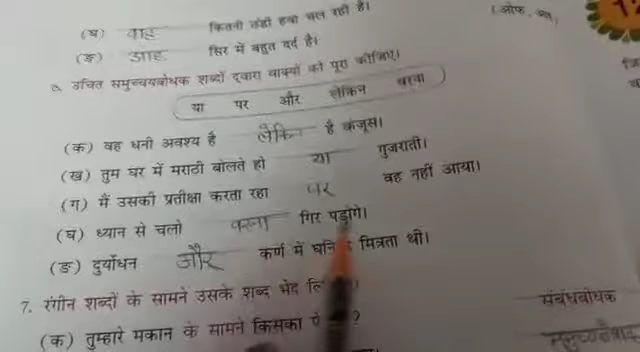 (घ) वाह कितनी ठंडी हवा चल रही है।
(ङ) आह सिर में बहुत दर्द है। (ओफ,
उचित समुच्चयबोधक शब्दों द्वारा वाक्यों को पूरा कीजिए।
या पर और लेकिन वरना
(क) वह धनी अवश्य है लेकिन है कंजूस।
(ख) तुम घर में मराठी बोलते हो या गुजराती।
(ग) मैं उसकी प्रतीक्षा करता रहा पर वह नहीं आया।
(घ) ध्यान से चलो वरना गिर पड़ोगे।
(ङ) दुर्योधन और कर्ण में मित्रता थी।
7. रंगीन शब्दों के सामने उसके शब्द भेद
संबंधबोधक
(क) तुम्हारे मकान के सामने किसका ?